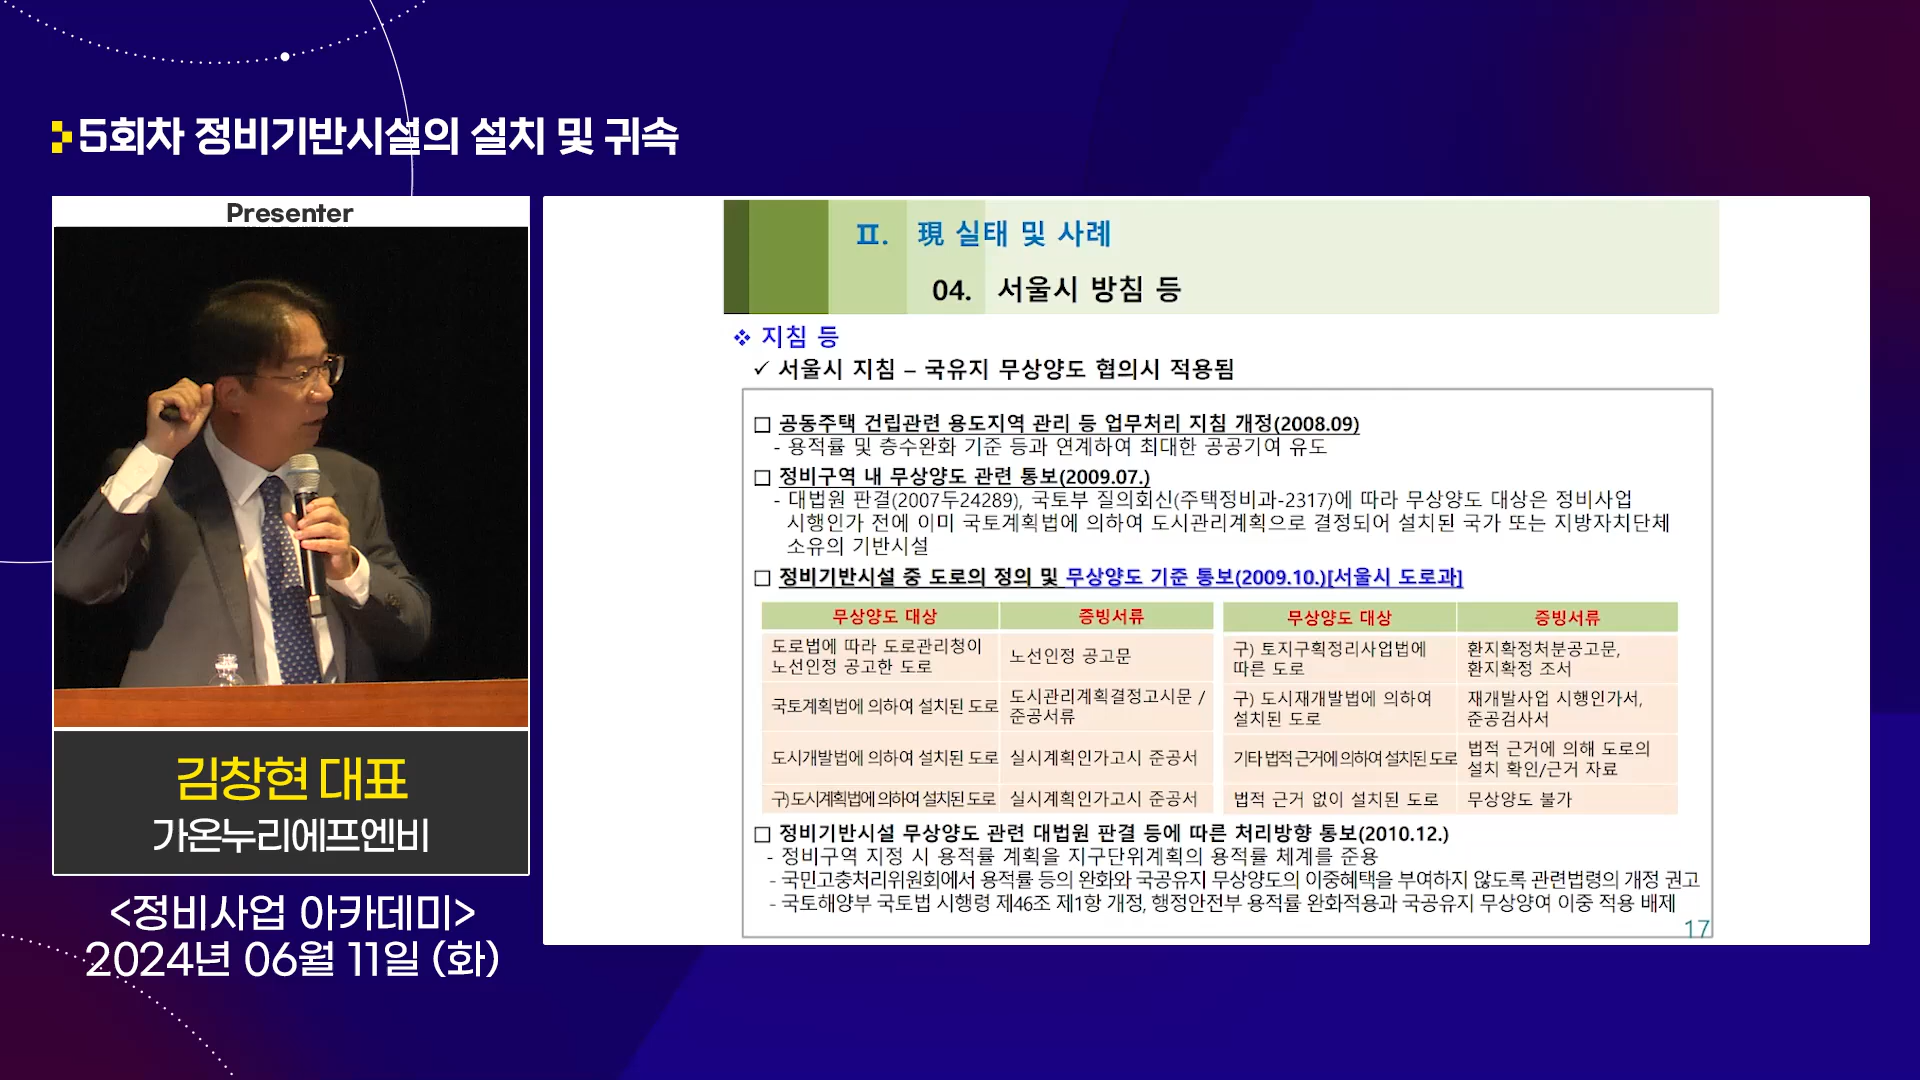 5회차 정비기반시설의 설치 및 귀속
Presenter
김창현 대표
가온누리에프엔비
<정비사업 아카데미>
2024년 06월 11일 (화)
Ⅱ. 現 실태 및 사례
04. 서울시 방침 등
❖ 지침 등
✓ 서울시 지침 – 국유지 무상양도 협의시 적용됨
□ 공동주택 건립관련 용도지역 관리 등 업무처리 지침 개정(2008.09)
- 용적률 및 층수완화 기준 등과 연계하여 최대한 공공기여 유도
□ 정비구역 내 무상양도 관련 통보(2009.07.)
- 대법원 판결(2007두24289), 국토부 질의회신(주택정비과-2317)에 따라 무상양도 대상은 정비사업
시행인가 전에 이미 국토계획법에 의하여 도시관리계획으로 결정되어 설치된 국가 또는 지방자치단체
소유의 기반시설
□ 정비기반시설 중 도로의 정의 및 무상양도 기준 통보(2009.10.)[서울시 도로과]
무상양도 대상 증빙서류
도로법에 따라 도로관리청이
노선인정 공고한 도로
노선인정 공고문
국토계획법에 의하여 설치된 도로
도시관리계획결정고시문 /
준공서류
도시개발법에 의하여 설치된 도로 실시계획인가고시 준공서
구)도시계획법에 의하여 설치된 도로 실시계획인가고시 준공서
무상양도 대상 증빙서류
구) 토지구획정리사업법에
따른 도로
환지확정처분공고문,
환지확정 조서
구) 도시재개발법에 의하여
설치된 도로
재개발사업 시행인가서,
준공검사서
기타 법적 근거에 의하여 설치된 도로
법적 근거에 의해 도로의
설치 확인/근거 자료
법적 근거 없이 설치된 도로 무상양도 불가
□ 정비기반시설 무상양도 관련 대법원 판결 등에 따른 처리방향 통보(2010.12.)
- 정비구역 지정 시 용적률 계획을 지구단위계획의 용적률 체계를 준용
- 국민고충처리위원회에서 용적률 등의 완화와 국공유지 무상양도의 이중혜택을 부여하지 않도록 관련법령의 개정 권고
- 국토해양부 국토법 시행령 제46조 제1항 개정, 행정안전부 용적률 완화적용과 국공유지 무상양여 이중 적용 배제
17